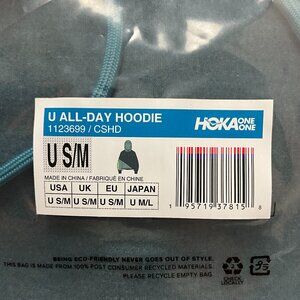 U ALL-DAY HOODIE
1123699 / CSHD
HOKA ONE ONE
U S/M
MADE IN CHINA / FABRIQUÉ EN CHINE
USA UK EU JAPAN
U S/M U S/M U S/M U M/L
1 95719 37815 8
BEING ECO-FRIENDLY NEVER GOES OUT OF STYLE.
THIS BAG IS MADE FROM 100% POST CONSUMER RECYCLED MATERIALS.
PLEASE RECYCLE EMPTY BAG
CHECK LOCALLY